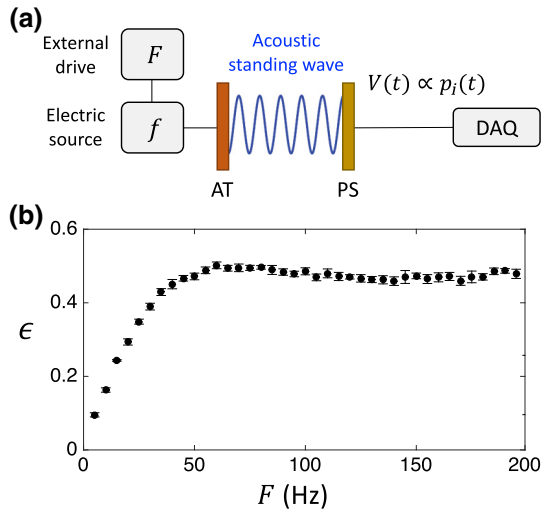 (a)
External
drive
F
Electric
source
f
Acoustic
standing wave
V(t) ∝ p_i(t)
DAQ
AT
PS
(b)
0.6
0.4
0.2
0
ϵ
0
50
100
150
200
F (Hz)